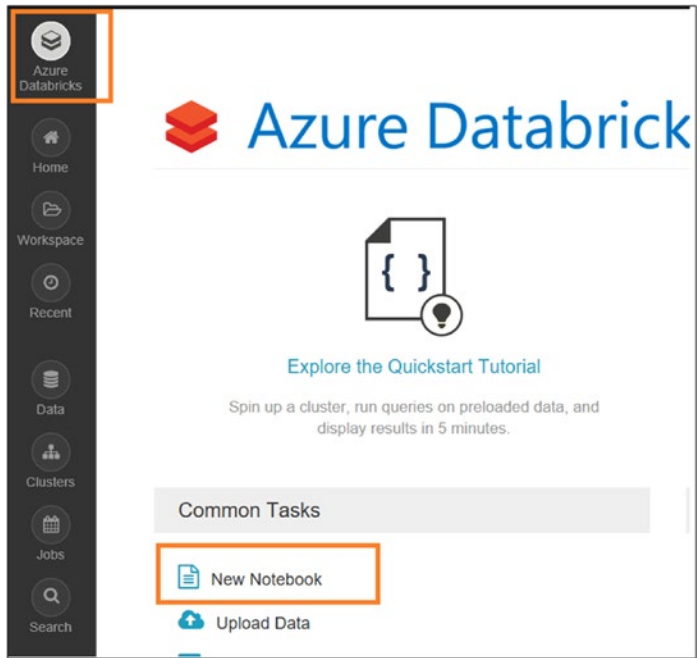 Azure
Databricks
Home
Workspace
Recent
Data
Clusters
Jobs
Search
Azure Databrick
{ }
Explore the Quickstart Tutorial
Spin up a cluster, run queries on preloaded data, and
display results in 5 minutes.
Common Tasks
New Notebook
Upload Data